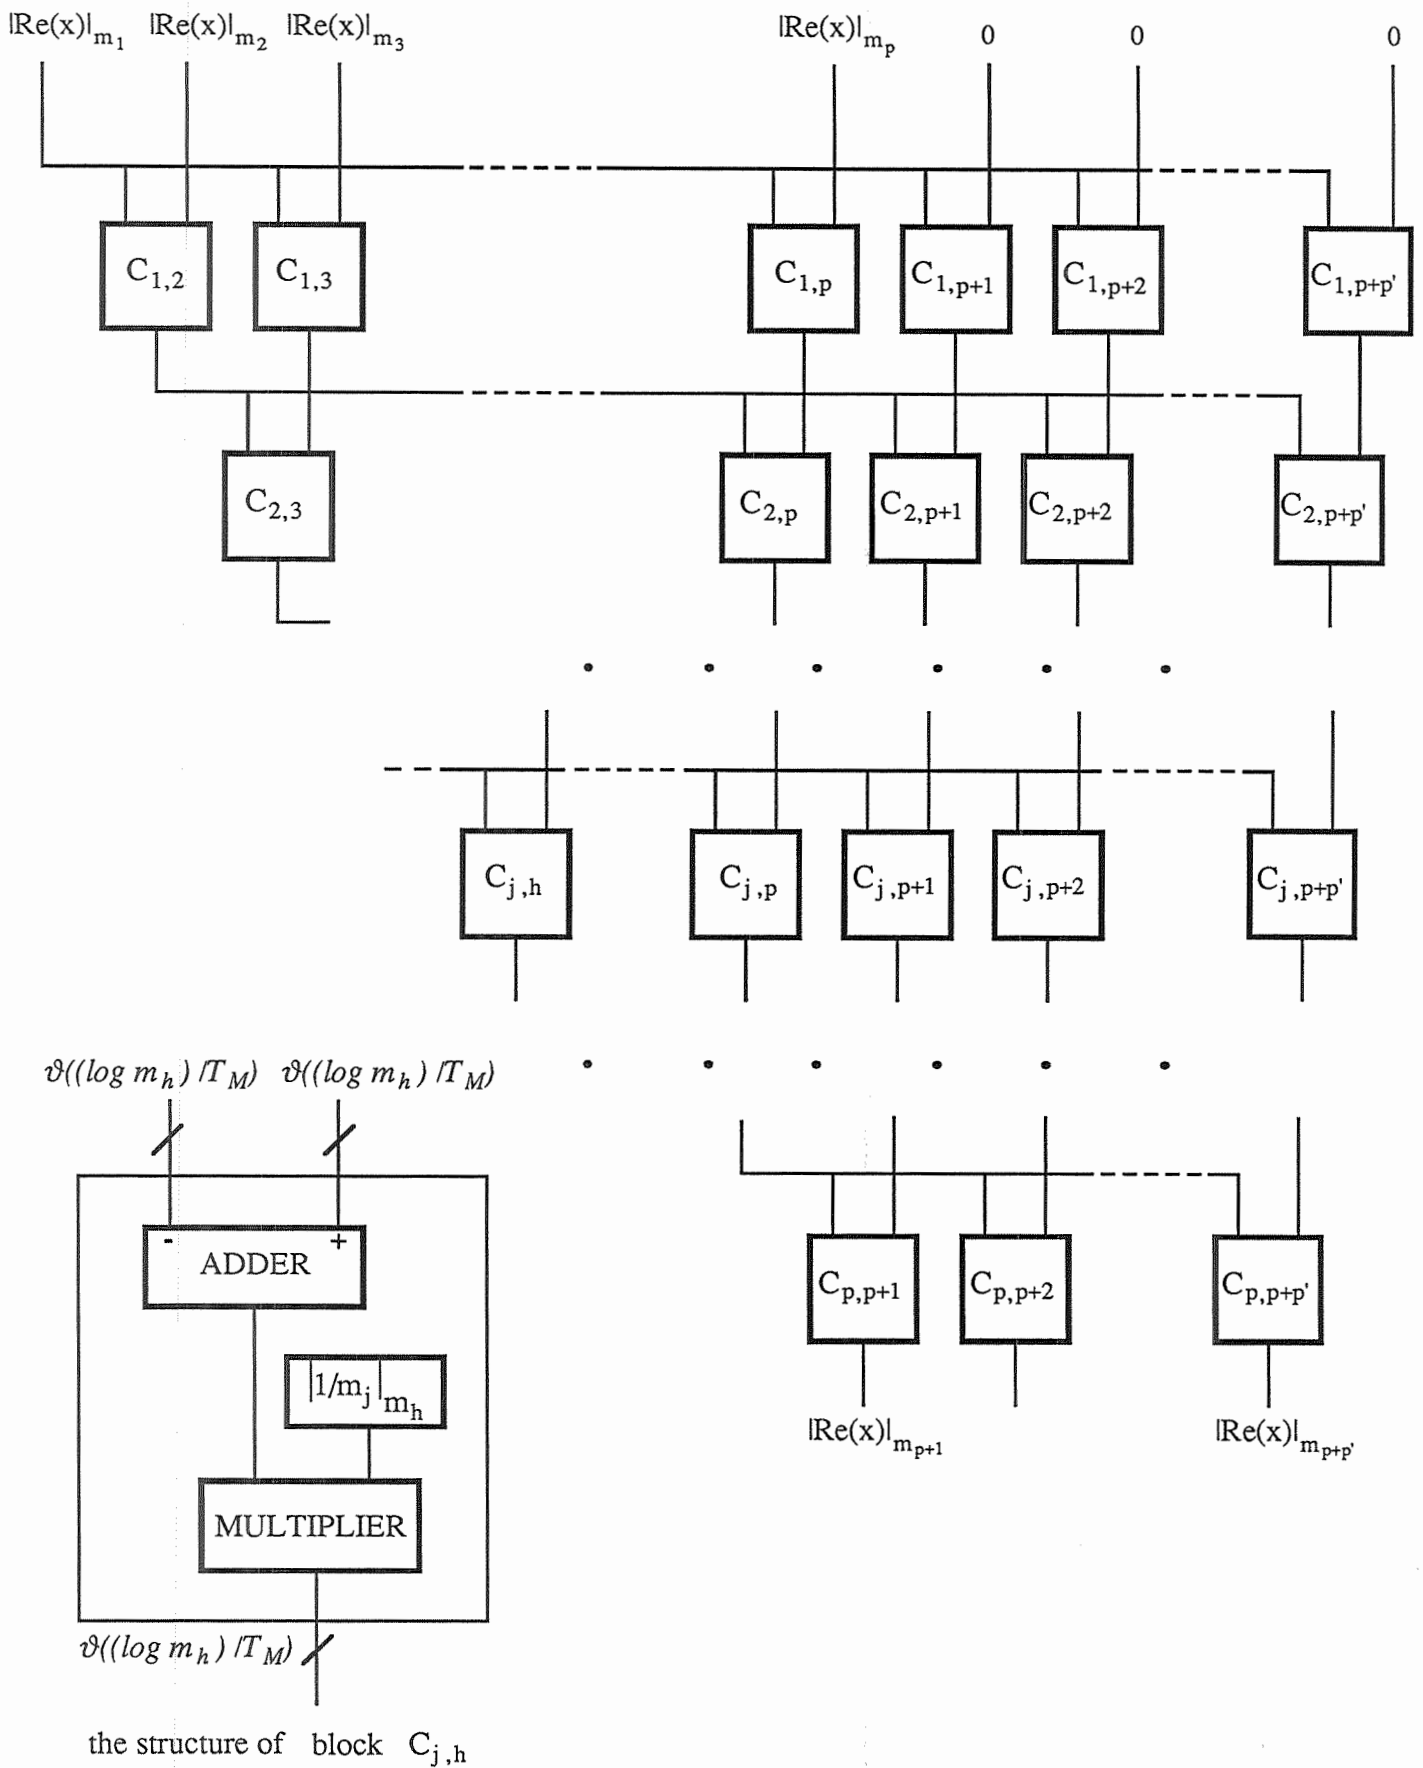 |Re(x)|m₁ |Re(x)|m₂ |Re(x)|m₃ |Re(x)|mₚ 0 0 0
C1,2 C1,3 C1,p C1,p+1 C1,p+2 C1,p+p'
C2,3 C2,p C2,p+1 C2,p+2 C2,p+p'
Cj,h Cj,p Cj,p+1 Cj,p+2 Cj,p+p'
ϑ((log mh) /TM) ϑ((log mh) /TM)
- +
ADDER
Cp,p+1 Cp,p+2 Cp,p+p'
|1/mj|mh
|Re(x)|mp+1 |Re(x)|mp+p'
MULTIPLIER
ϑ((log mh) /TM)
the structure of block Cj,h